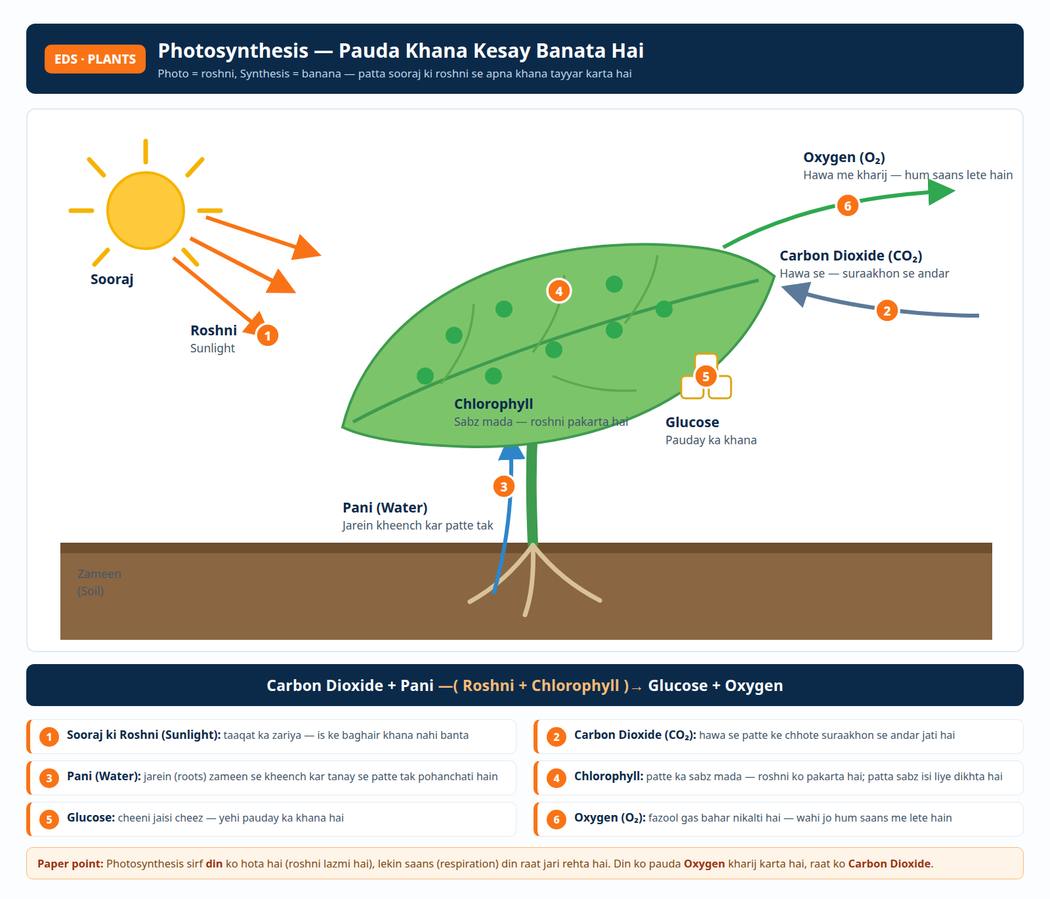 EDS · PLANTS
Photosynthesis — Pauda Khana Kesay Banata Hai
Photo = roshni, Synthesis = banana — patta sooraj ki roshni se apna khana tayyar karta hai
Oxygen (O₂)
Hawa me kharij — hum saans lete hain
6
Carbon Dioxide (CO₂)
Hawa se — suraakhon se andar
2
Sooraj
Roshni
Sunlight
1
4
5
Chlorophyll
Sabz mada — roshni pakarta hai
Glucose
Pauday ka khana
3
Pani (Water)
Jarein kheench kar patte tak
Zameen
(Soil)
Carbon Dioxide + Pani —( Roshni + Chlorophyll )→ Glucose + Oxygen
1 Sooraj ki Roshni (Sunlight): taaqat ka zariya — is ke baghair khana nahi banta
2 Carbon Dioxide (CO₂): hawa se patte ke chhote suraakhon se andar jati hai
3 Pani (Water): jarein (roots) zameen se kheench kar tanay se patte tak pohanchati hain
4 Chlorophyll: patte ka sabz mada — roshni ko pakarta hai; patta sabz isi liye dikhta hai
5 Glucose: cheeni jaisi cheez — yehi pauday ka khana hai
6 Oxygen (O₂): fazool gas bahar nikalti hai — wahi jo hum saans me lete hain
Paper point: Photosynthesis sirf din ko hota hai (roshni lazmi hai), lekin saans (respiration) din raat jari rehta hai. Din ko pauda Oxygen kharij karta hai, raat ko Carbon Dioxide.